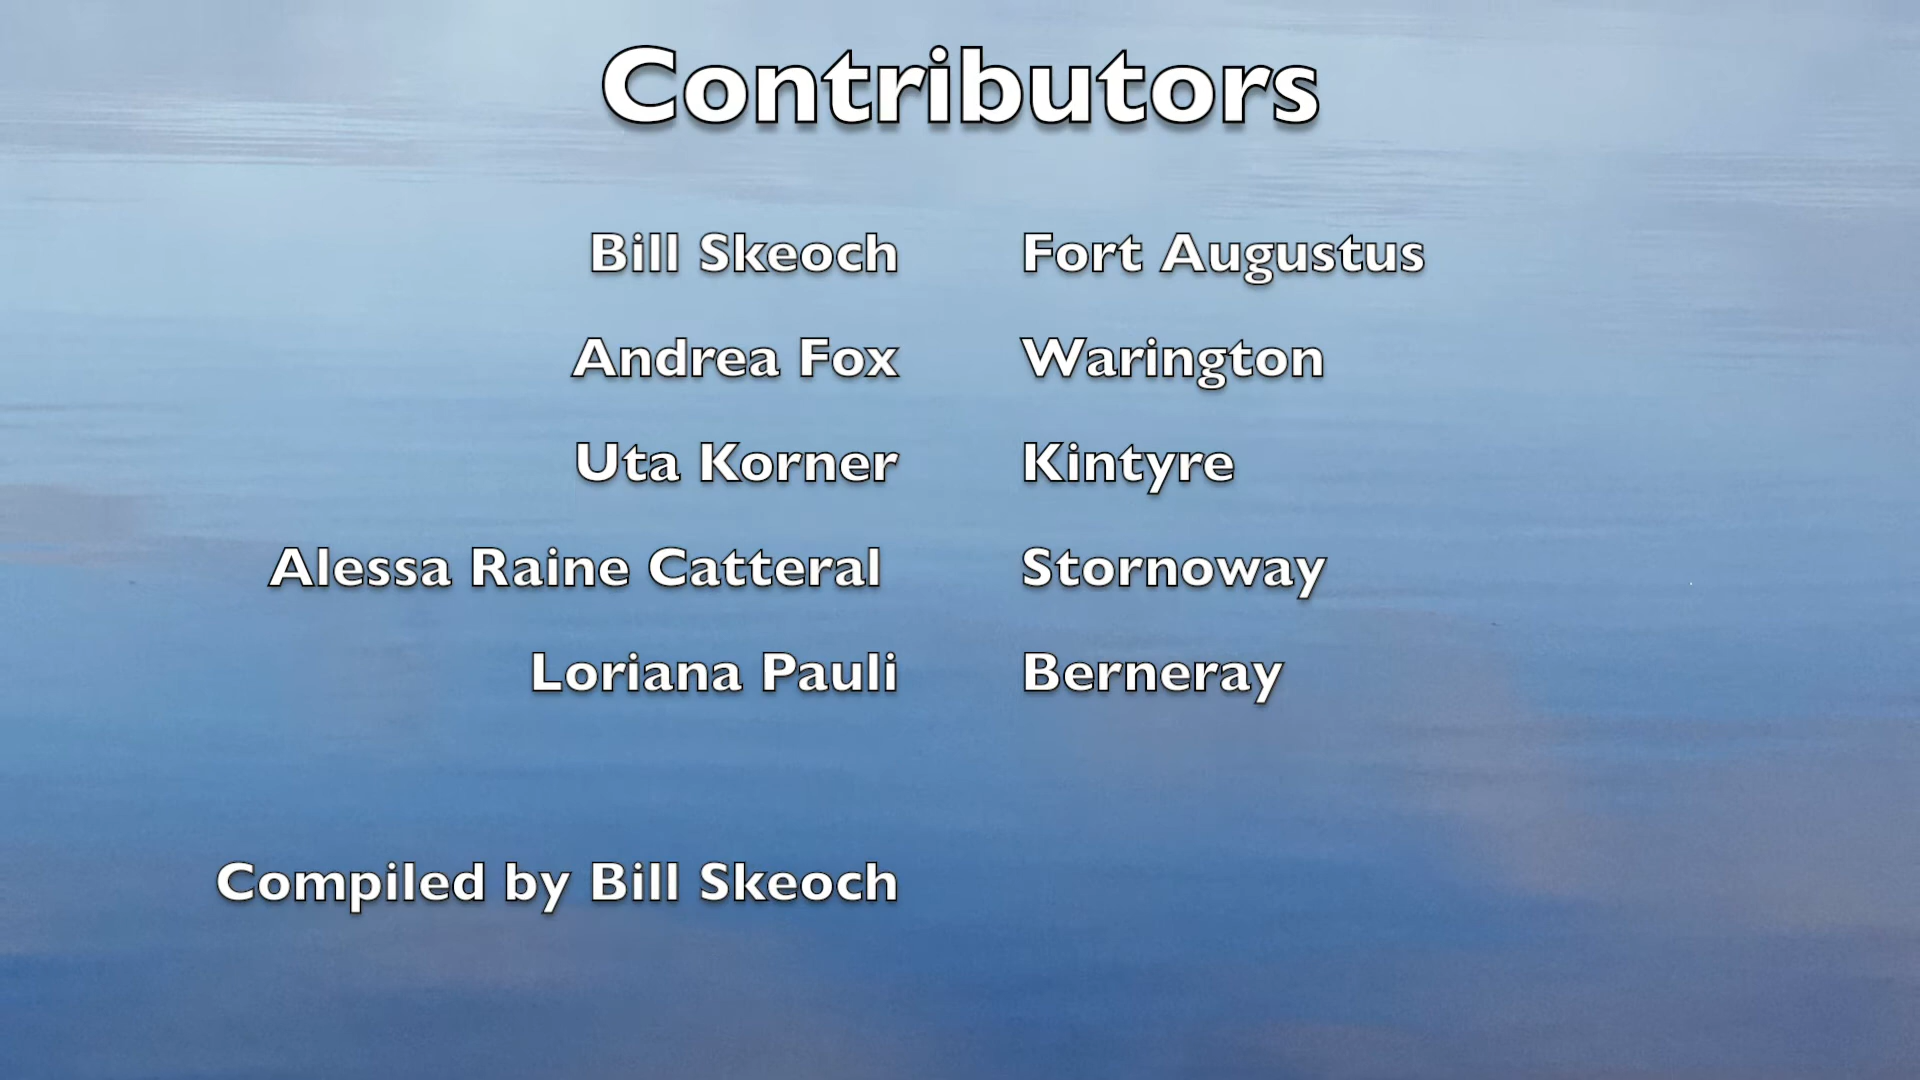 Contributors
Bill Skeoch Fort Augustus
Andrea Fox Warington
Uta Korner Kintyre
Alessa Raine Catteral Stornoway
Loriana Pauli Berneray
Compiled by Bill Skeoch